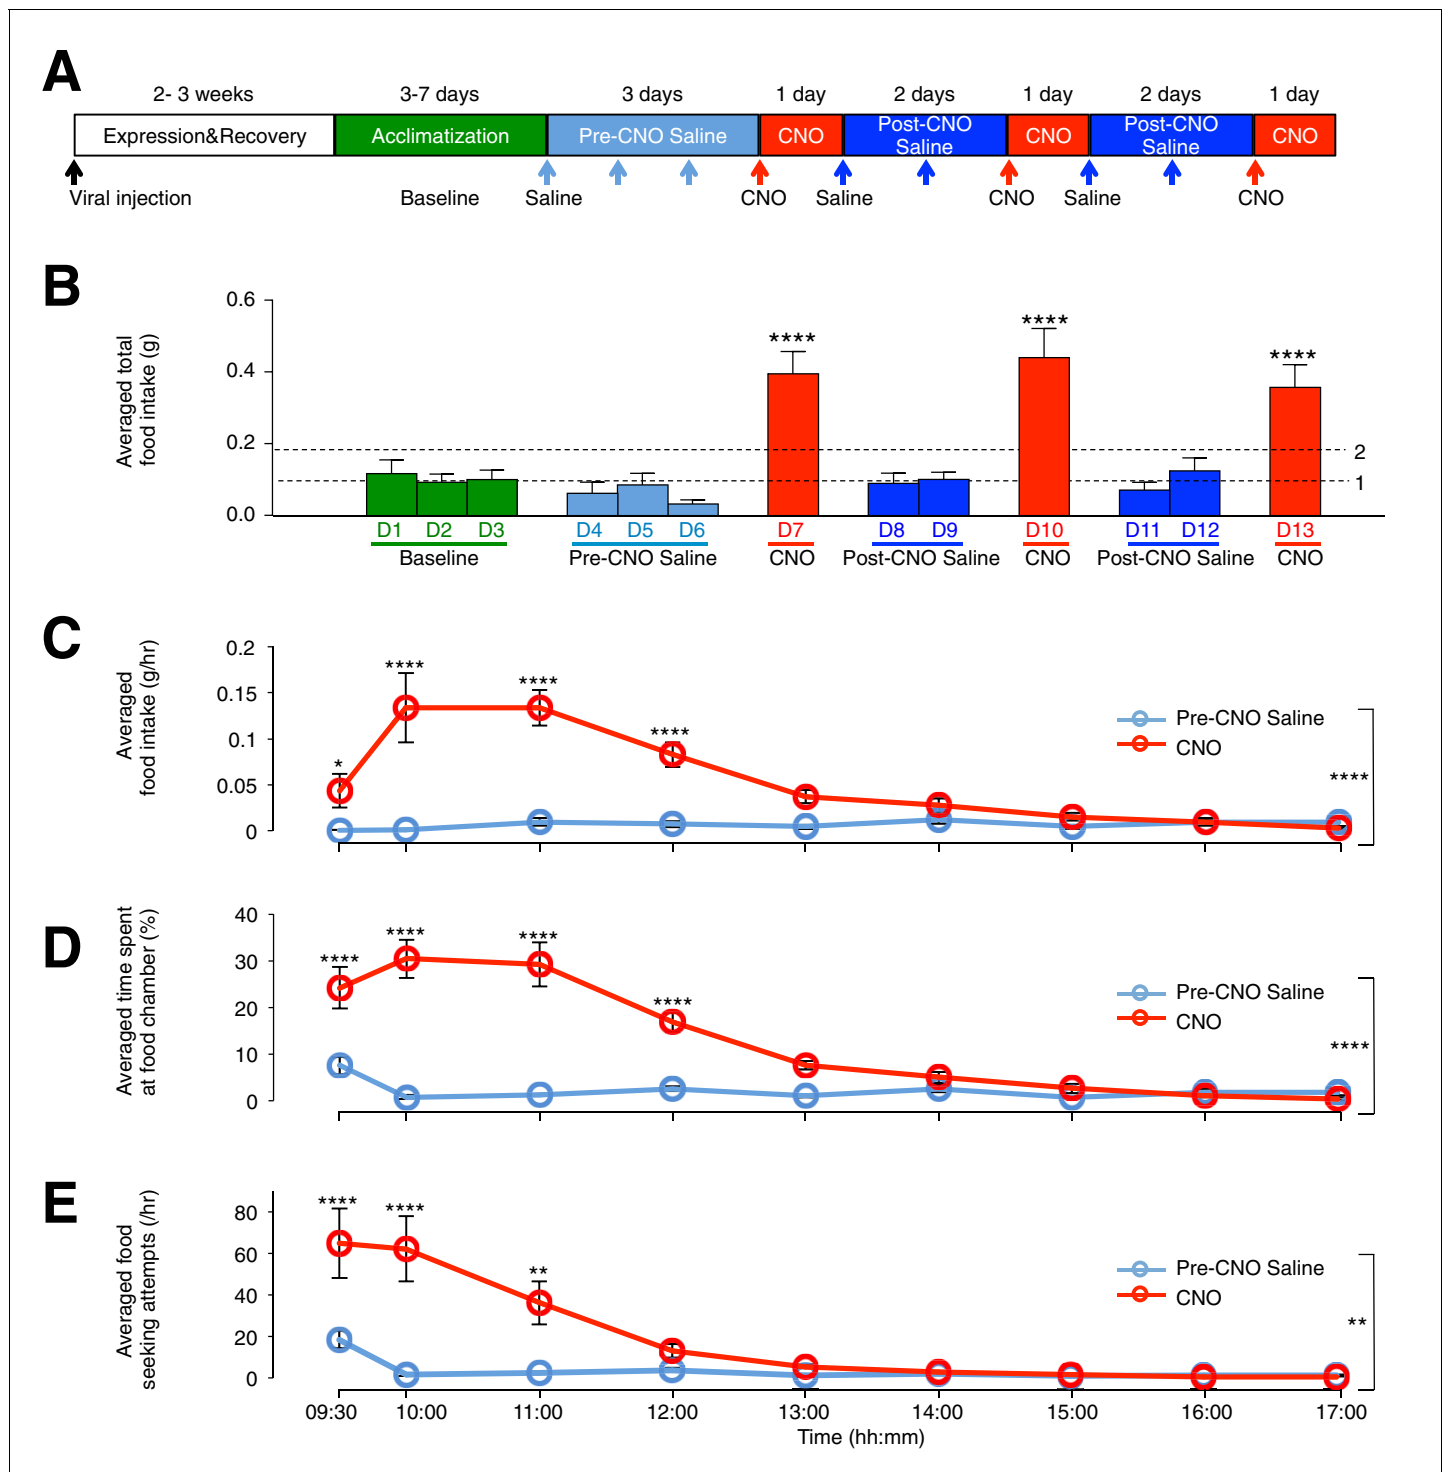 A
2- 3 weeks 3-7 days 3 days 1 day 2 days 1 day 2 days 1 day
Expression&Recovery Acclimatization Pre-CNO Saline CNO Post-CNO Saline CNO Post-CNO Saline CNO
Viral injection Baseline Saline CNO Saline CNO Saline CNO
B
Averaged total
food intake (g)
0.6
0.4
0.2
0.0
**** **** ****
2
1
D1 D2 D3 D4 D5 D6 D7 D8 D9 D10 D11 D12 D13
Baseline Pre-CNO Saline CNO Post-CNO Saline CNO Post-CNO Saline CNO
C
Averaged
food intake (g/hr)
0.2
0.15
0.1
0.05
0
* **** **** ****
Pre-CNO Saline
CNO
****
D
Averaged time spent
at food chamber (%)
40
30
20
10
0
**** **** **** ****
Pre-CNO Saline
CNO
****
E
Averaged food
seeking attempts (/hr)
80
60
40
20
0
**** **** **
Pre-CNO Saline
CNO
**
09:30 10:00 11:00 12:00 13:00 14:00 15:00 16:00 17:00
Time (hh:mm)